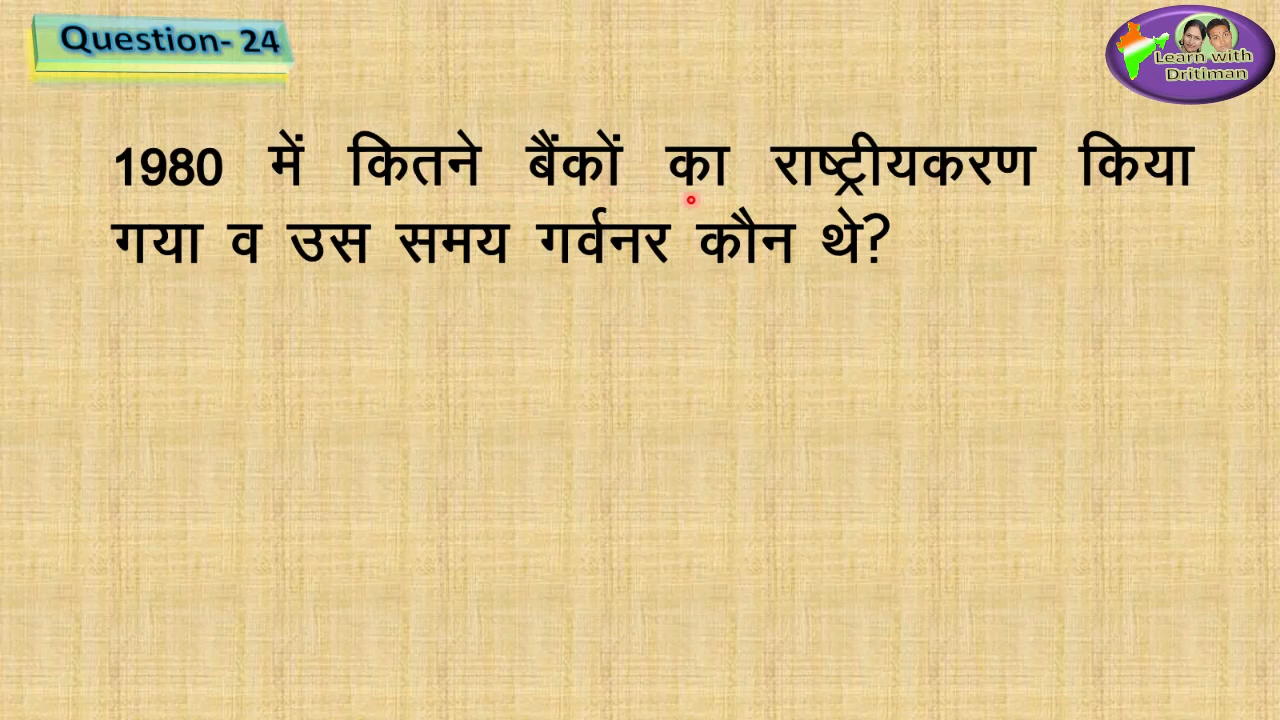 Question- 24
Learn with
Dritiman
1980 में कितने बैंकों का राष्ट्रीयकरण किया
गया व उस समय गर्वनर कौन थे?